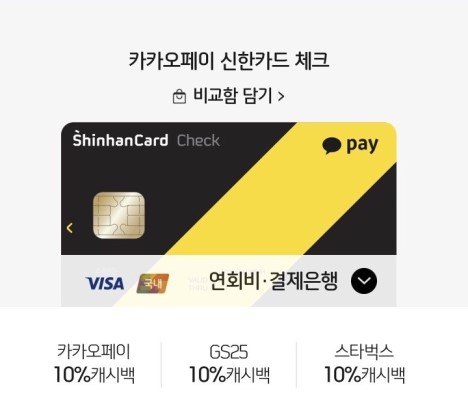 카카오페이 신한카드 체크
비교함 담기 >
ShinhanCard Check
pay
VISA 국내 연회비·결제은행
카카오페이 GS25 스타벅스
10%캐시백 10%캐시백 10%캐시백